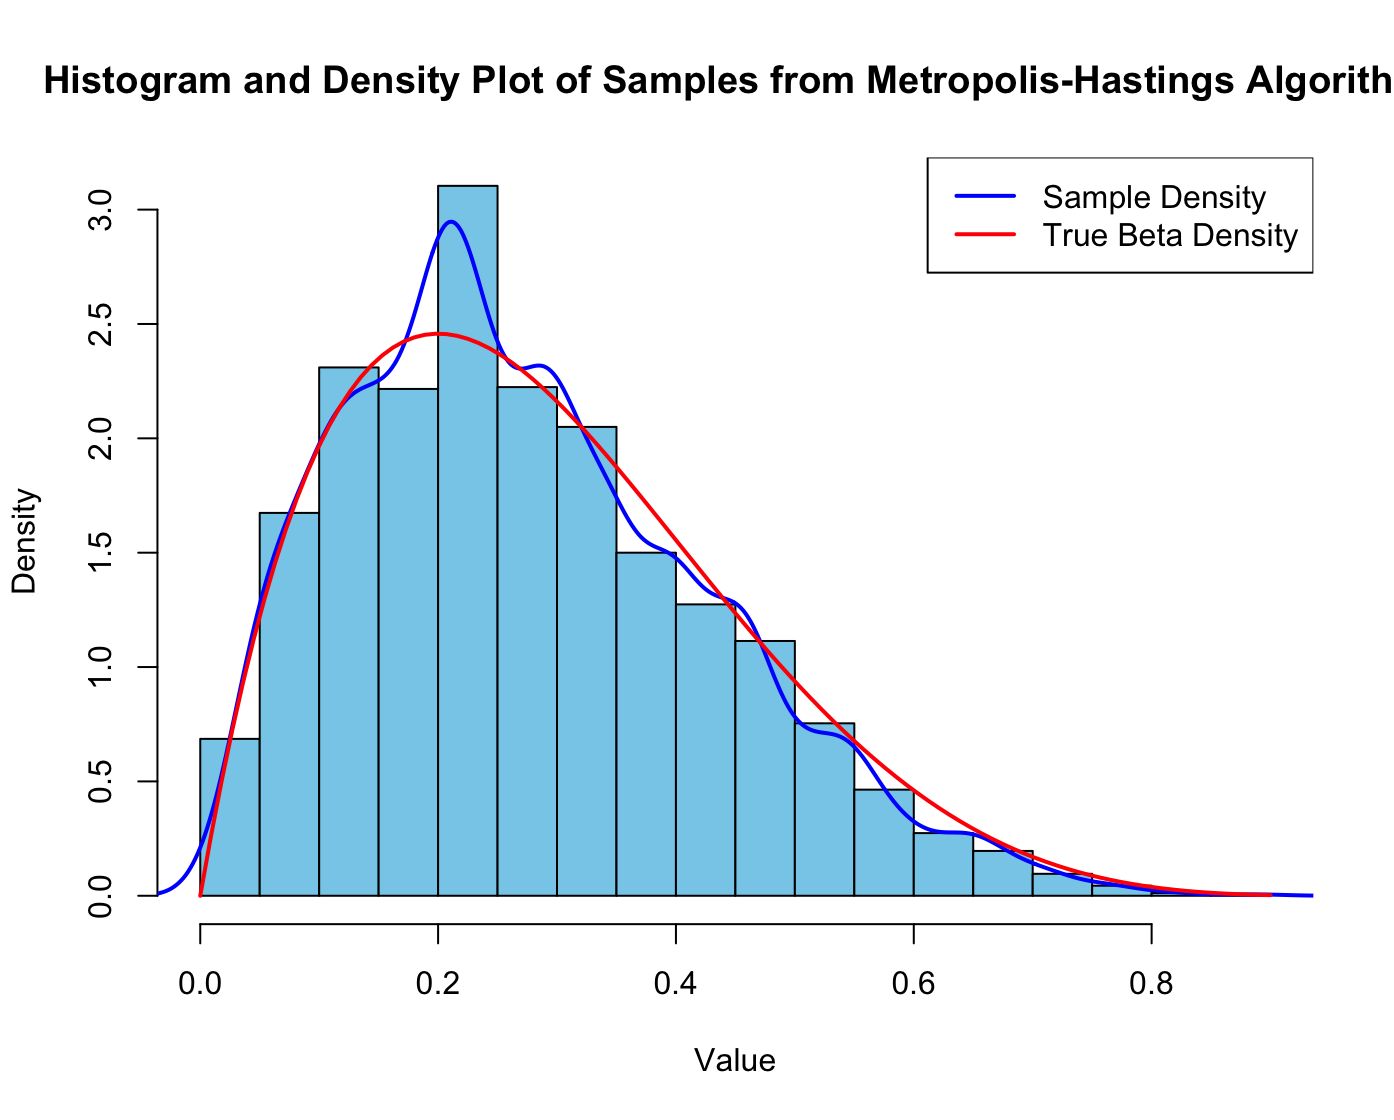 Histogram and Density Plot of Samples from Metropolis-Hastings Algorith
Sample Density
True Beta Density
Density
3.0
2.5
2.0
1.5
1.0
0.5
0.0
0.0 0.2 0.4 0.6 0.8
Value